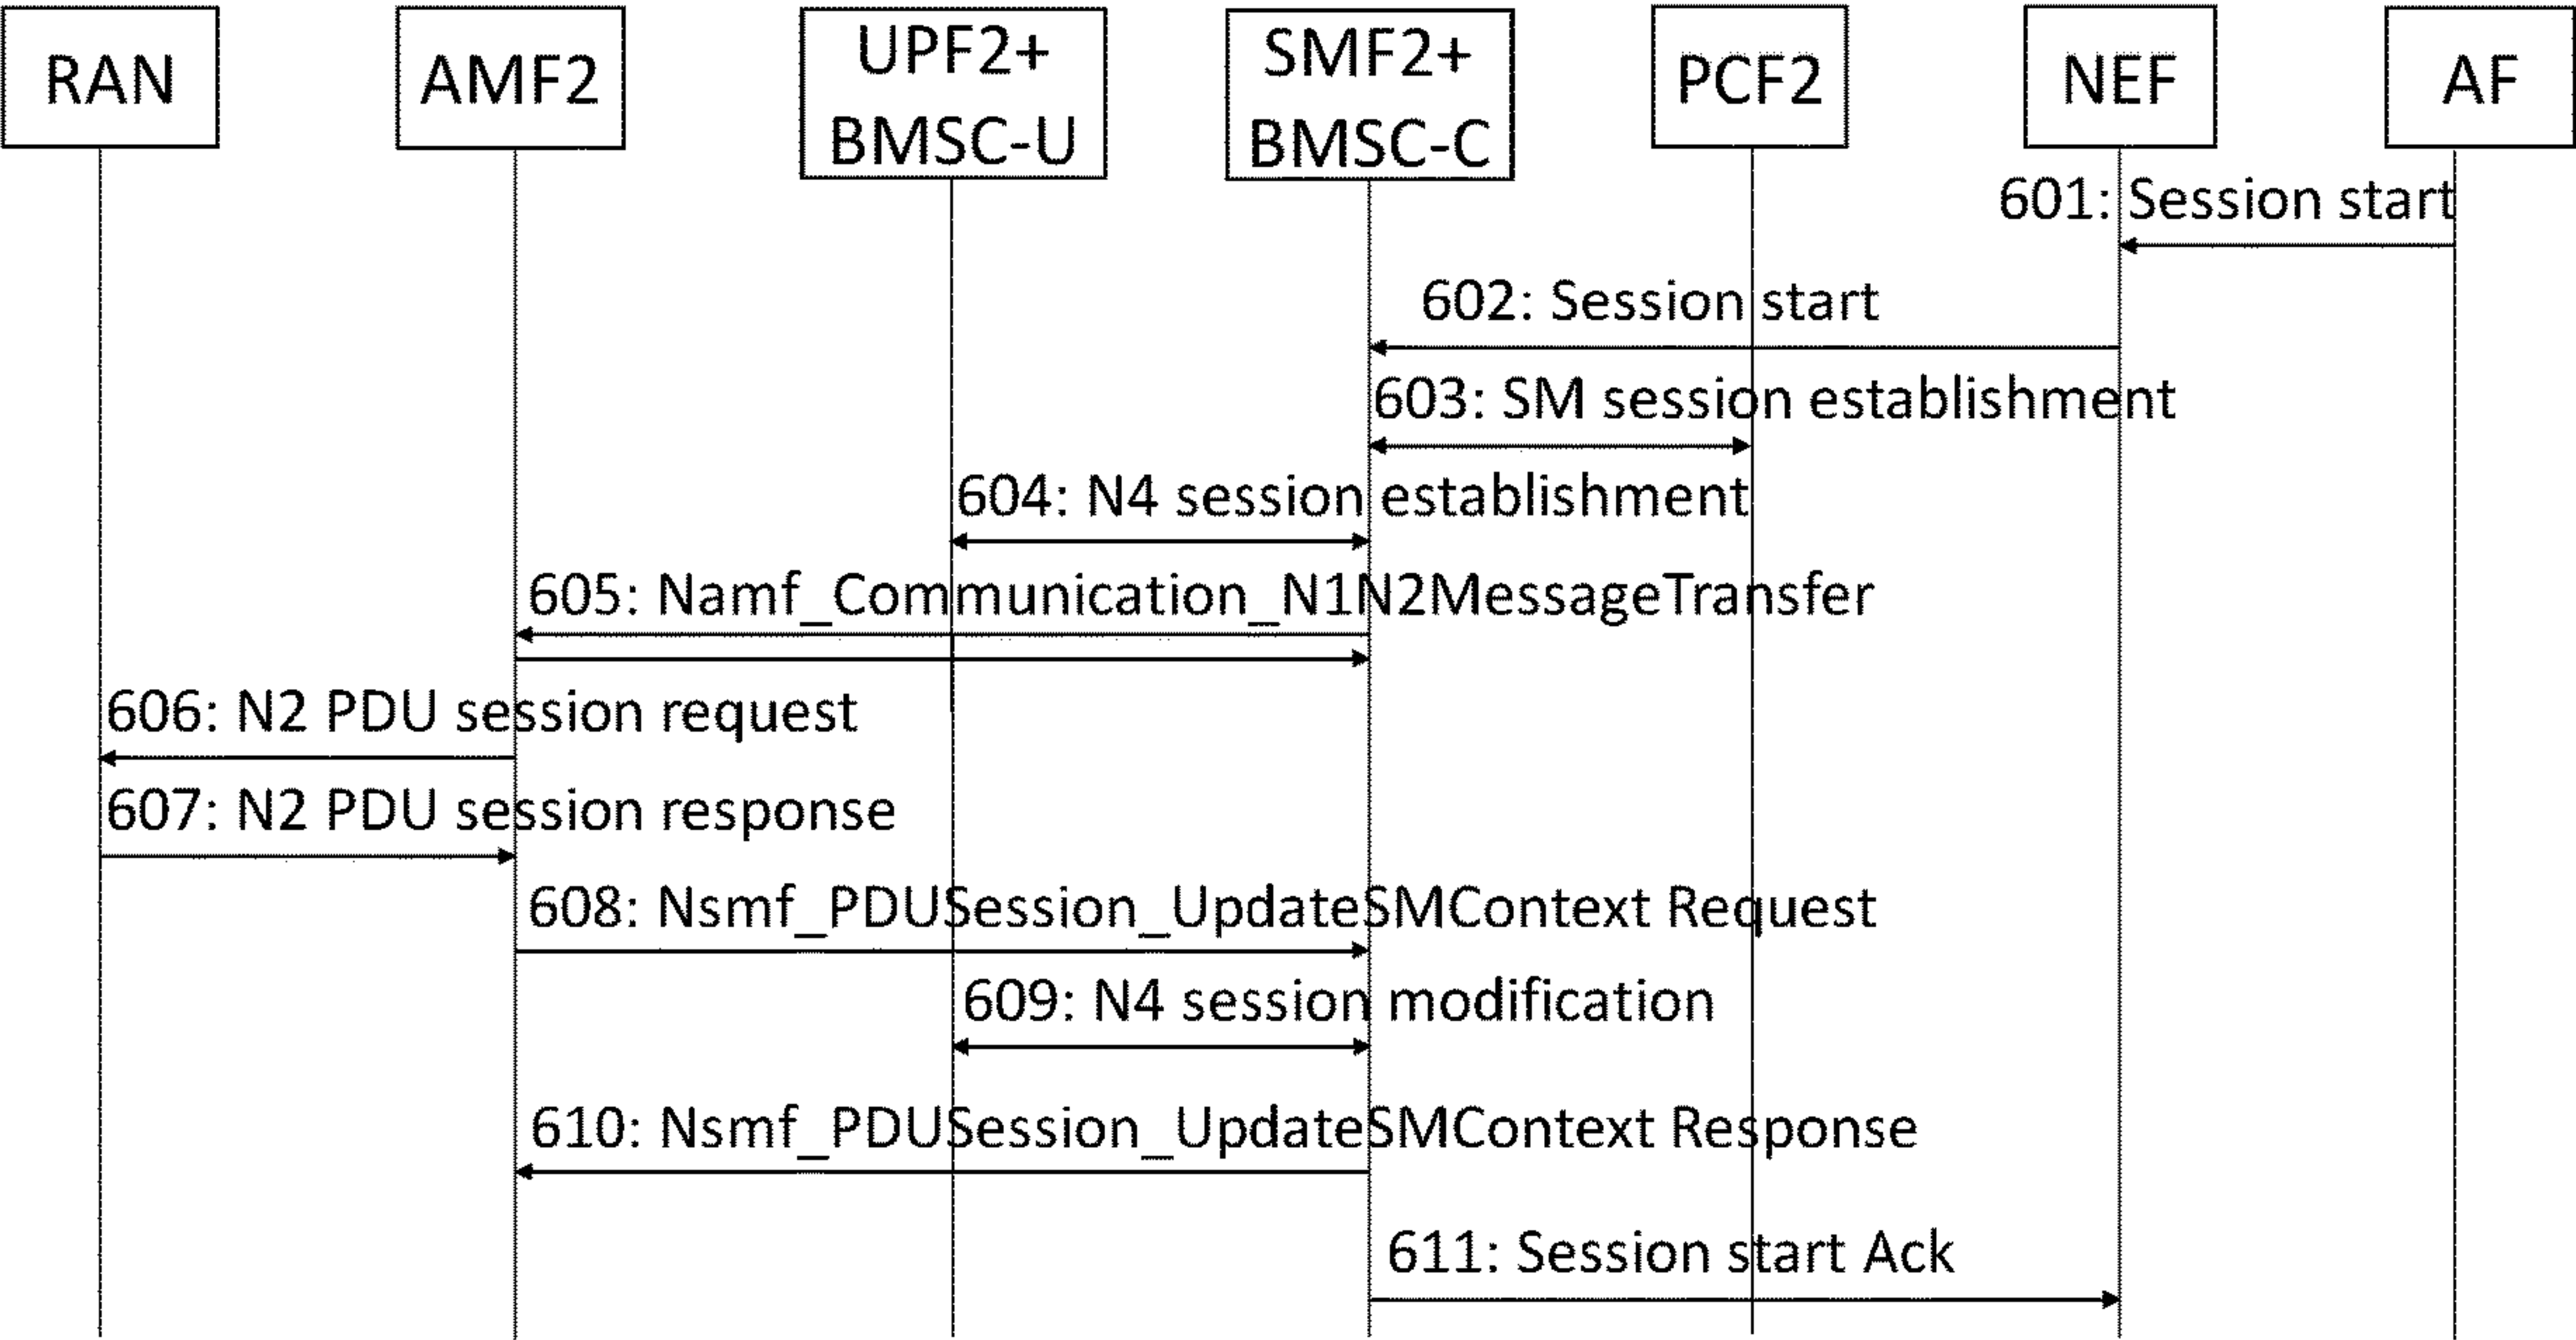 RAN
AMF2
UPF2+
BMSC-U
SMF2+
BMSC-C
PCF2
NEF
AF
601: Session start
602: Session start
603: SM session establishment
604: N4 session establishment
605: Namf_Communication_N1N2MessageTransfer
606: N2 PDU session request
607: N2 PDU session response
608: Nsmf_PDUSession_UpdateSMContext Request
609: N4 session modification
610: Nsmf_PDUSession_UpdateSMContext Response
611: Session start Ack